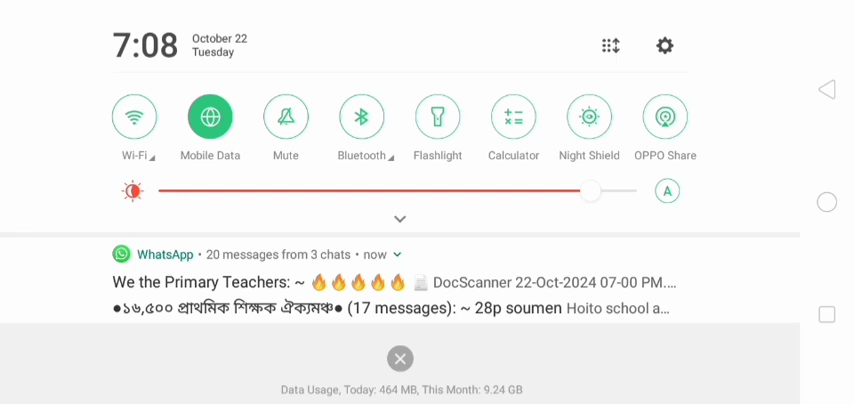 7:08 October 22
Tuesday
Wi-Fi Mobile Data Mute Bluetooth Flashlight Calculator Night Shield OPPO Share
A
WhatsApp • 20 messages from 3 chats • now
We the Primary Teachers: ~ 🔥🔥🔥🔥🔥 📄 DocScanner 22-Oct-2024 07-00 PM....
●১৬,৫০০ প্রাথমিক শিক্ষক ঐক্যমঞ্চ● (17 messages): ~ 28p soumen Hoito school a...
Data Usage, Today: 464 MB, This Month: 9.24 GB